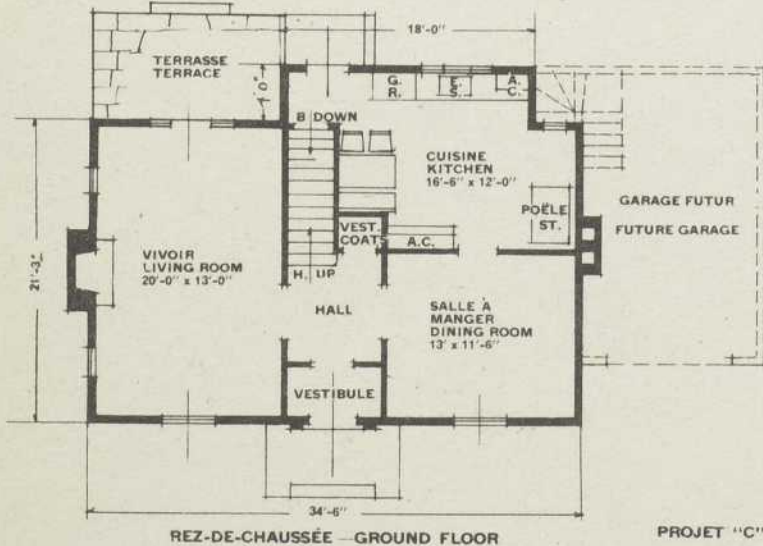 18'-0"
TERRASSE
TERRACE
7'0"
G.
R.
E.
S.
A.
C.
B DOWN
CUISINE
KITCHEN
16'-6" x 12'-0"
GARAGE FUTUR
FUTURE GARAGE
POËLE
ST.
VEST.
COATS
A.C.
VIVOIR
LIVING ROOM
20'-0" x 13'-0"
21'-3"
H. UP
HALL
SALLE À
MANGER
DINING ROOM
13' x 11'-6"
VESTIBULE
34'-6"
REZ-DE-CHAUSSÉE — GROUND FLOOR
PROJET "C"